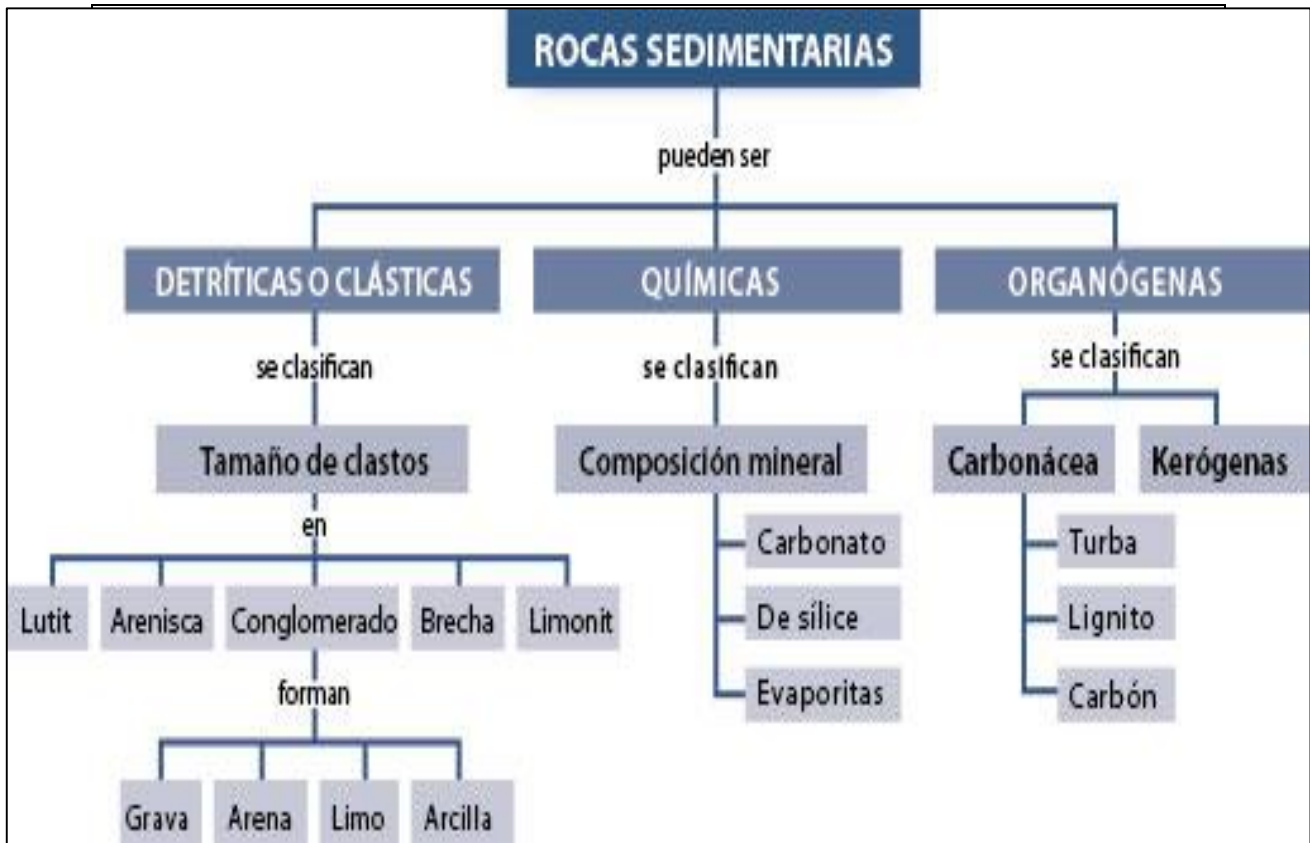 ROCAS SEDIMENTARIAS
pueden ser
DETRÍTICAS O CLÁSTICAS
QUÍMICAS
ORGANÓGENAS
se clasifican
se clasifican
se clasifican
Tamaño de clastos
Composición mineral
Carbonácea
Kerógenas
en
Lutit
Arenisca
Conglomerado
Brecha
Limonit
forman
Grava
Arena
Limo
Arcilla
Carbonato
De sílice
Evaporitas
Turba
Lignito
Carbón